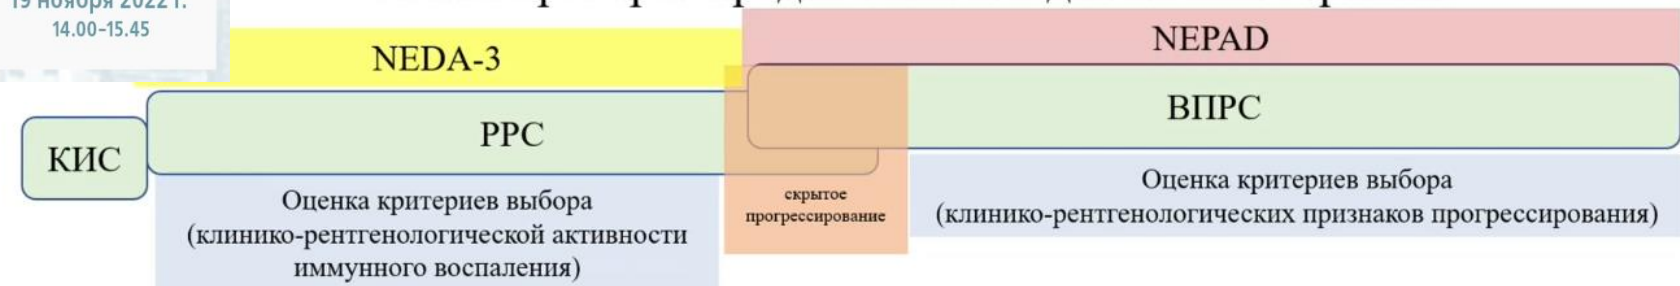 19 ноября 2022 г.
14.00-15.45
NEDA-3
NEPAD
КИС
РРС
ВПРС
Оценка критериев выбора
(клинико-рентгенологической активности
иммунного воспаления)
скрытое
прогрессирование
Оценка критериев выбора
(клинико-рентгенологических признаков прогрессирования)